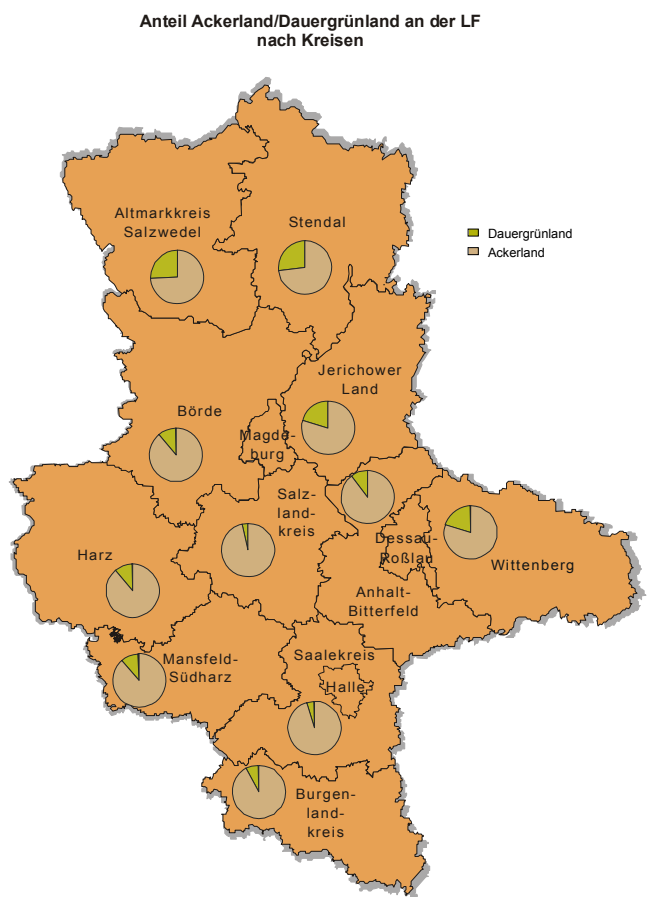 Anteil Ackerland/Dauergrünland an der LF
nach Kreisen
Altmarkkreis
Salzwedel
Stendal
Dauergrünland
Ackerland
Jerichower
Land
Börde
Magde-
burg
Salz-
land-
kreis
Dessau-
Roßlau
Wittenberg
Harz
Anhalt-
Bitterfeld
Mansfeld-
Südharz
Saalekreis
Halle
Burgen-
land-
kreis